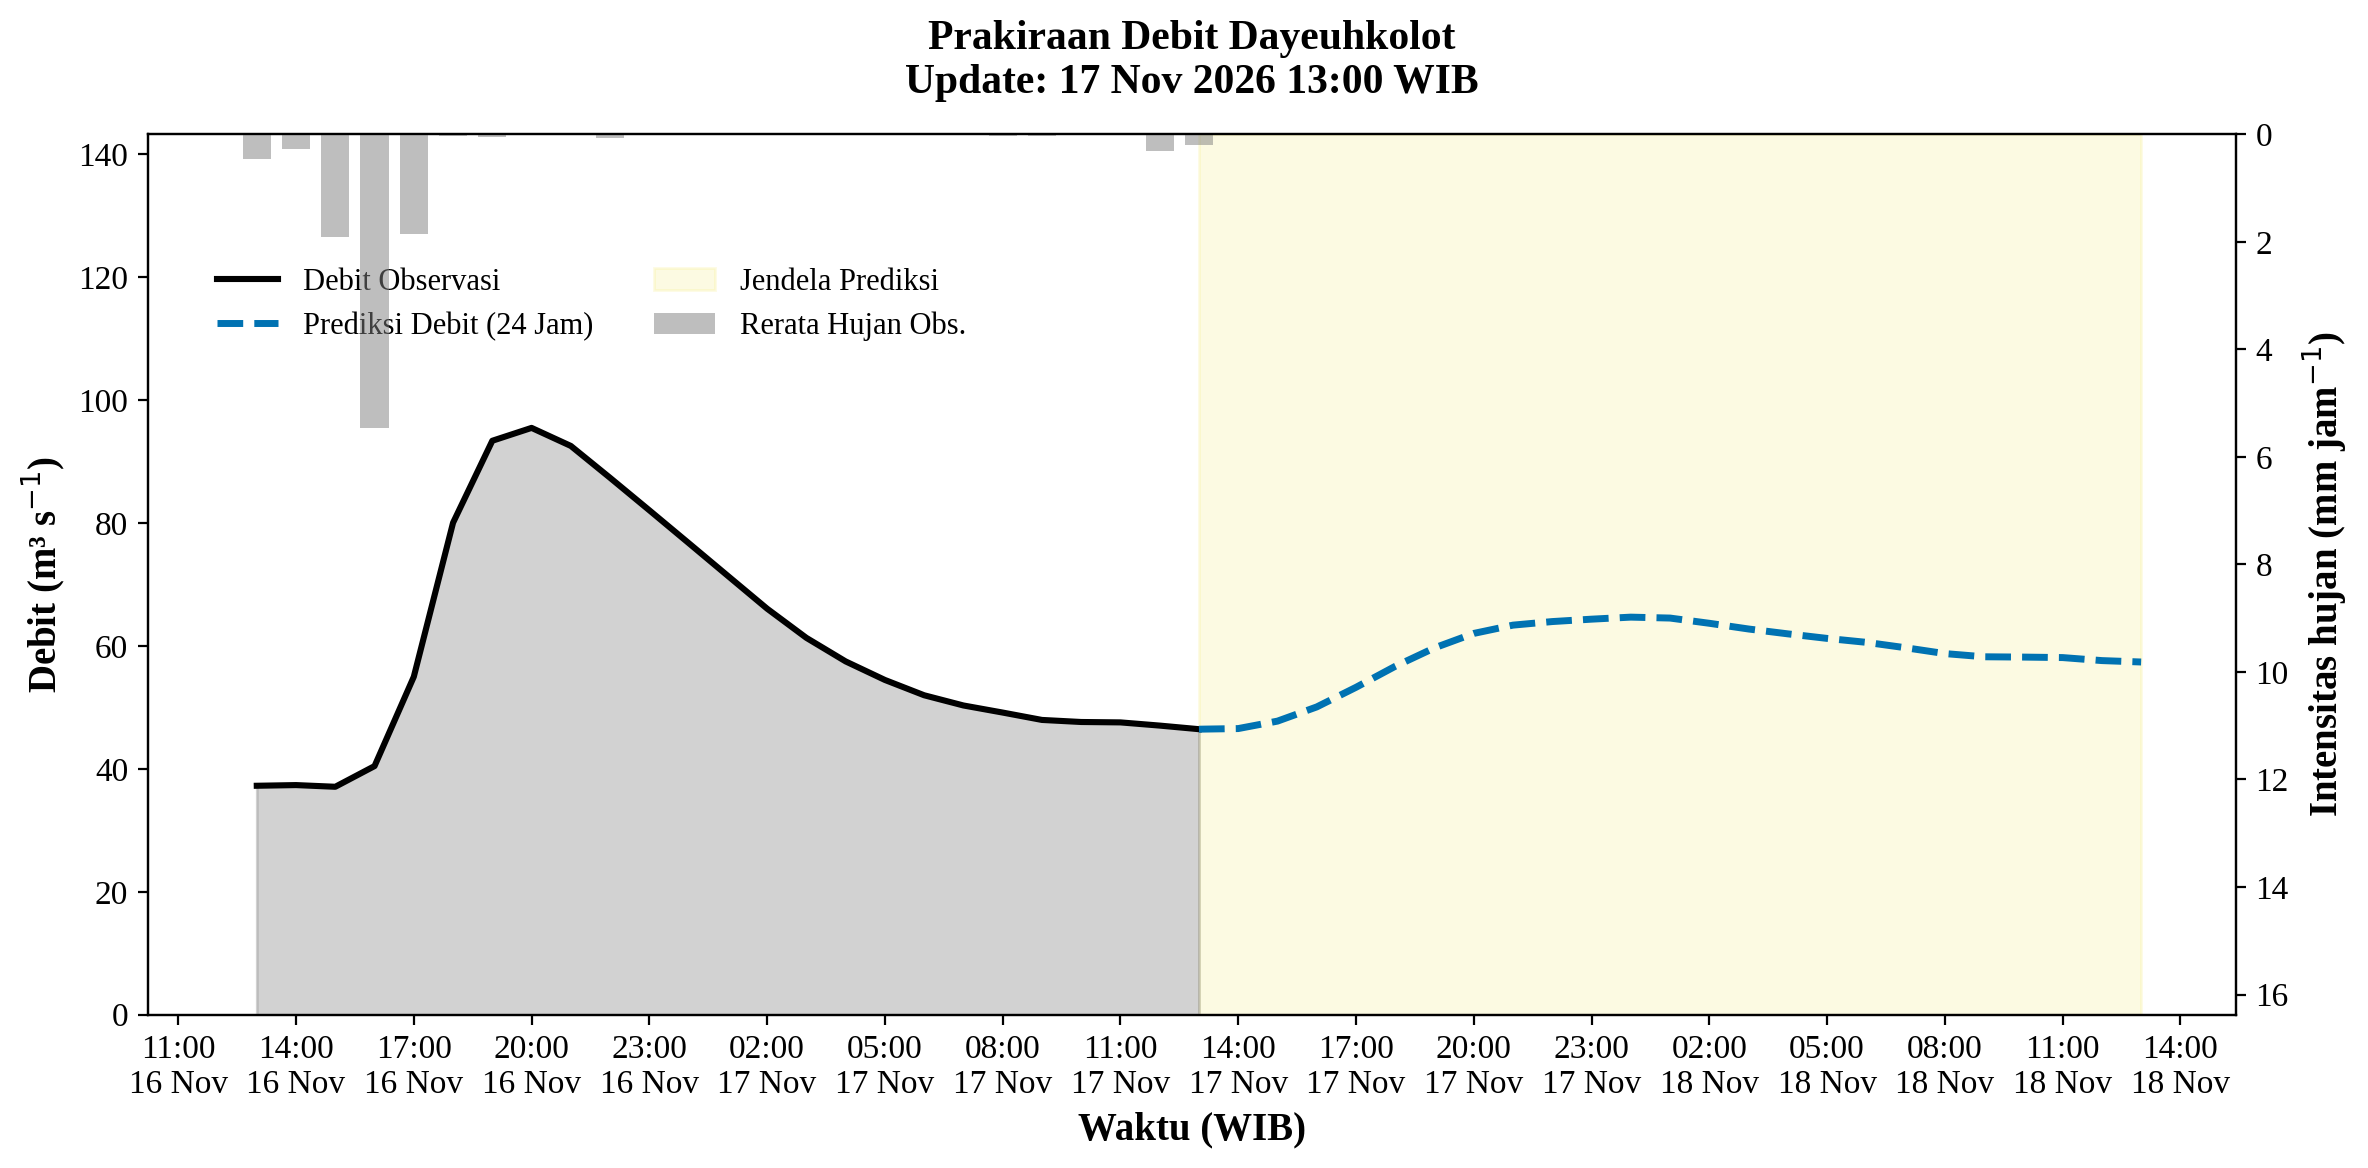 Prakiraan Debit Dayeuhkolot
Update: 17 Nov 2026 13:00 WIB
Debit Observasi
Prediksi Debit (24 Jam)
Jendela Prediksi
Rerata Hujan Obs.
Debit (m³ s⁻¹)
140
120
100
80
60
40
20
0
Intensitas hujan (mm jam⁻¹)
0
2
4
6
8
10
12
14
16
11:00 14:00 17:00 20:00 23:00 02:00 05:00 08:00 11:00 14:00 17:00 20:00 23:00 02:00 05:00 08:00 11:00 14:00
16 Nov 16 Nov 16 Nov 16 Nov 16 Nov 17 Nov 17 Nov 17 Nov 17 Nov 17 Nov 17 Nov 17 Nov 17 Nov 18 Nov 18 Nov 18 Nov 18 Nov 18 Nov
Waktu (WIB)